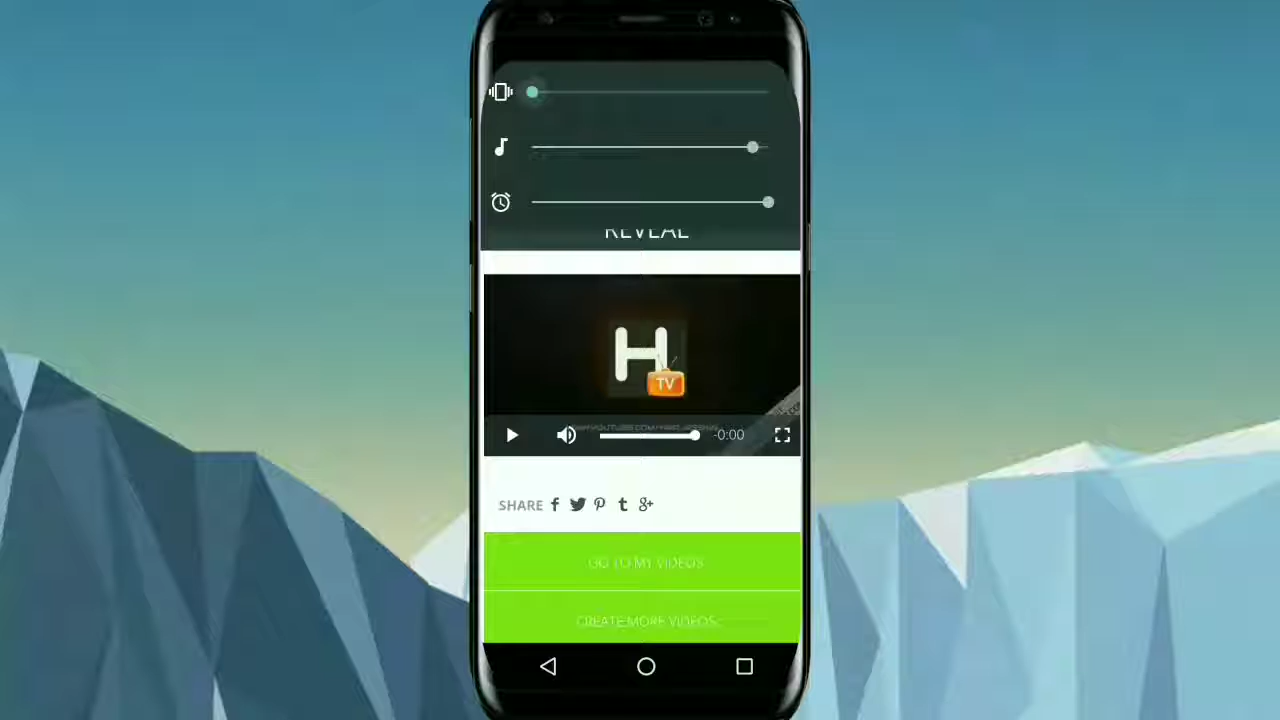 REVEAL
H
TV
-0:00
SHARE
GO TO MY VIDEOS
CREATE MORE VIDEOS